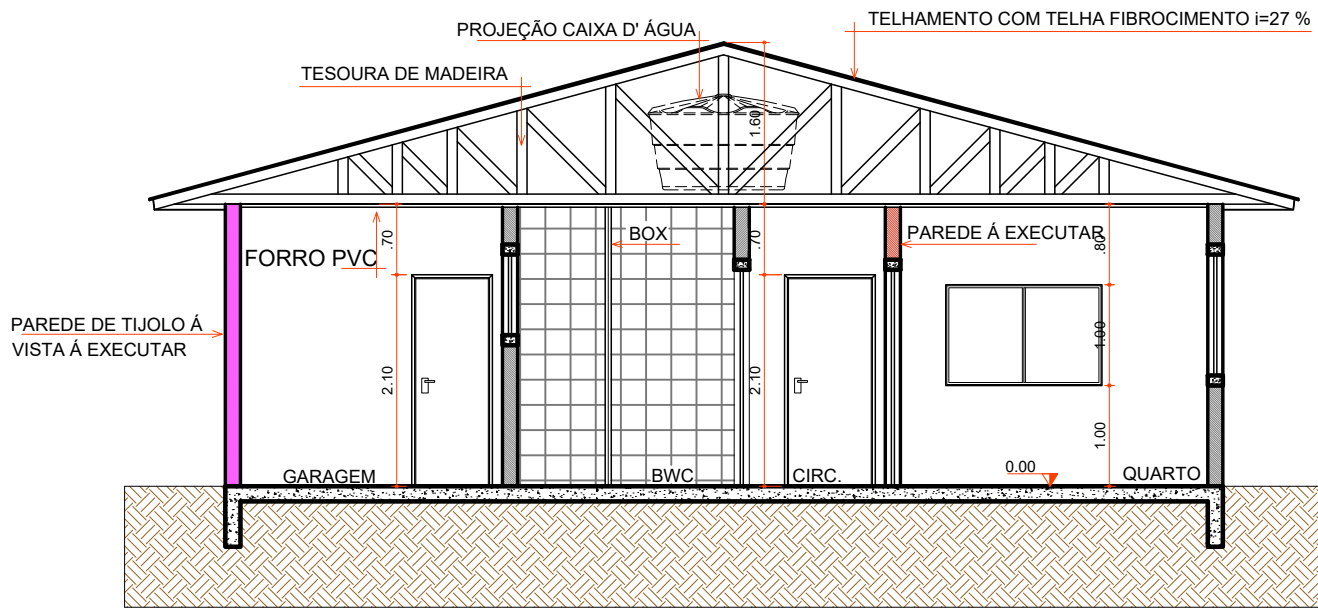 TELHAMENTO COM TELHA FIBROCIMENTO i=27 %
PROJEÇÃO CAIXA D' ÁGUA
TESOURA DE MADEIRA
1.60
.70
FORRO PVC
BOX
.70
PAREDE Á EXECUTAR
.80
PAREDE DE TIJOLO Á
VISTA Á EXECUTAR
2.10
2.10
1.00
1.00
GARAGEM
BWC
CIRC.
0.00
QUARTO